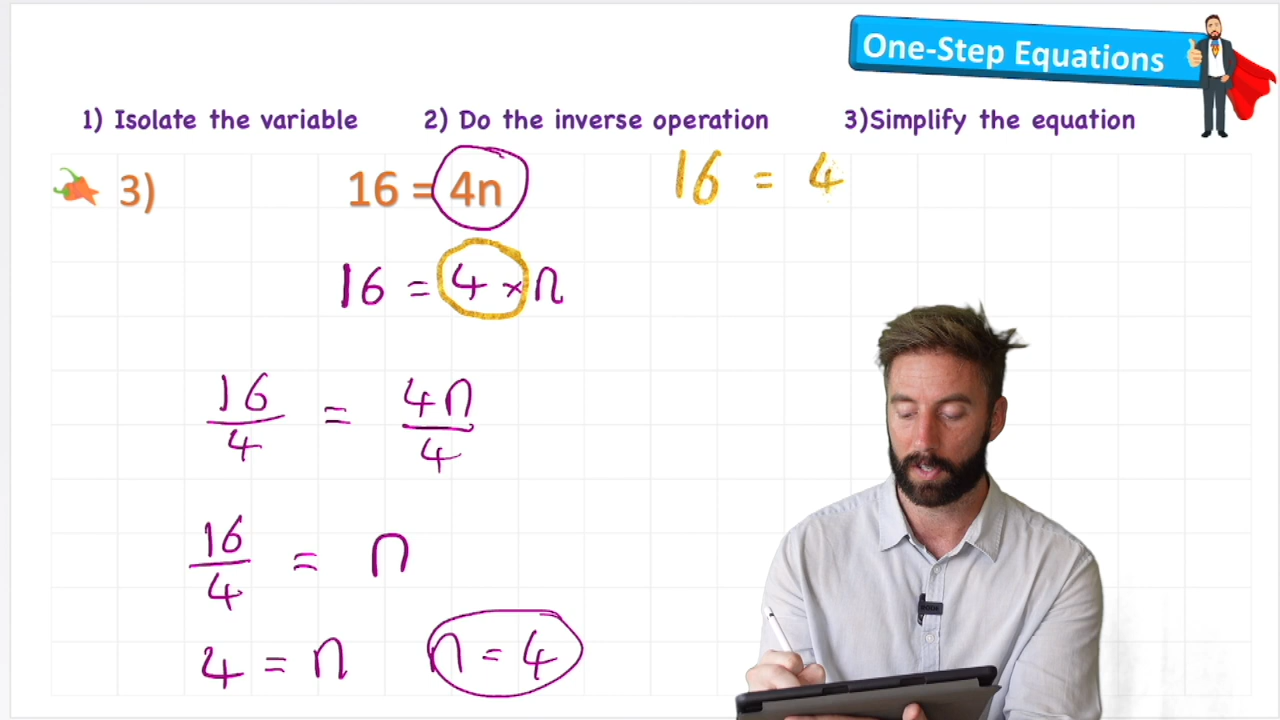 One-Step Equations
1) Isolate the variable 2) Do the inverse operation 3)Simplify the equation
3) 16 = 4n 16 = 4
16 = 4 × n
16/4 = 4n/4
16/4 = n
4 = n n = 4